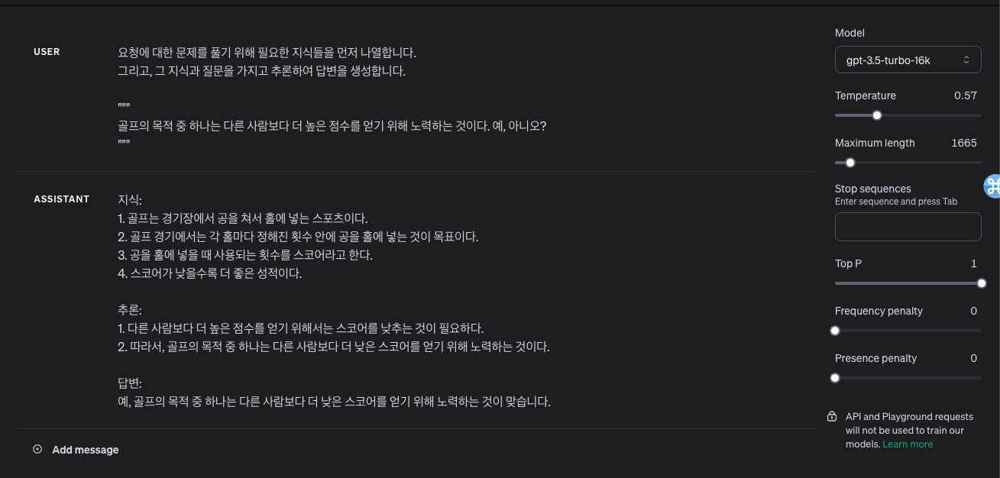 USER
요청에 대한 문제를 풀기 위해 필요한 지식들을 먼저 나열합니다.
그리고, 그 지식과 질문을 가지고 추론하여 답변을 생성합니다.
"""
골프의 목적 중 하나는 다른 사람보다 더 높은 점수를 얻기 위해 노력하는 것이다. 예, 아니오?
"""
ASSISTANT
지식:
1. 골프는 경기장에서 공을 쳐서 홀에 넣는 스포츠이다.
2. 골프 경기에서는 각 홀마다 정해진 횟수 안에 공을 홀에 넣는 것이 목표이다.
3. 공을 홀에 넣을 때 사용되는 횟수를 스코어라고 한다.
4. 스코어가 낮을수록 더 좋은 성적이다.
추론:
1. 다른 사람보다 더 높은 점수를 얻기 위해서는 스코어를 낮추는 것이 필요하다.
2. 따라서, 골프의 목적 중 하나는 다른 사람보다 더 낮은 스코어를 얻기 위해 노력하는 것이다.
답변:
예, 골프의 목적 중 하나는 다른 사람보다 더 낮은 스코어를 얻기 위해 노력하는 것이 맞습니다.
Add message
Model
gpt-3.5-turbo-16k
Temperature 0.57
Maximum length 1665
Stop sequences
Enter sequence and press Tab
Top P 1
Frequency penalty 0
Presence penalty 0
API and Playground requests
will not be used to train our
models. Learn more